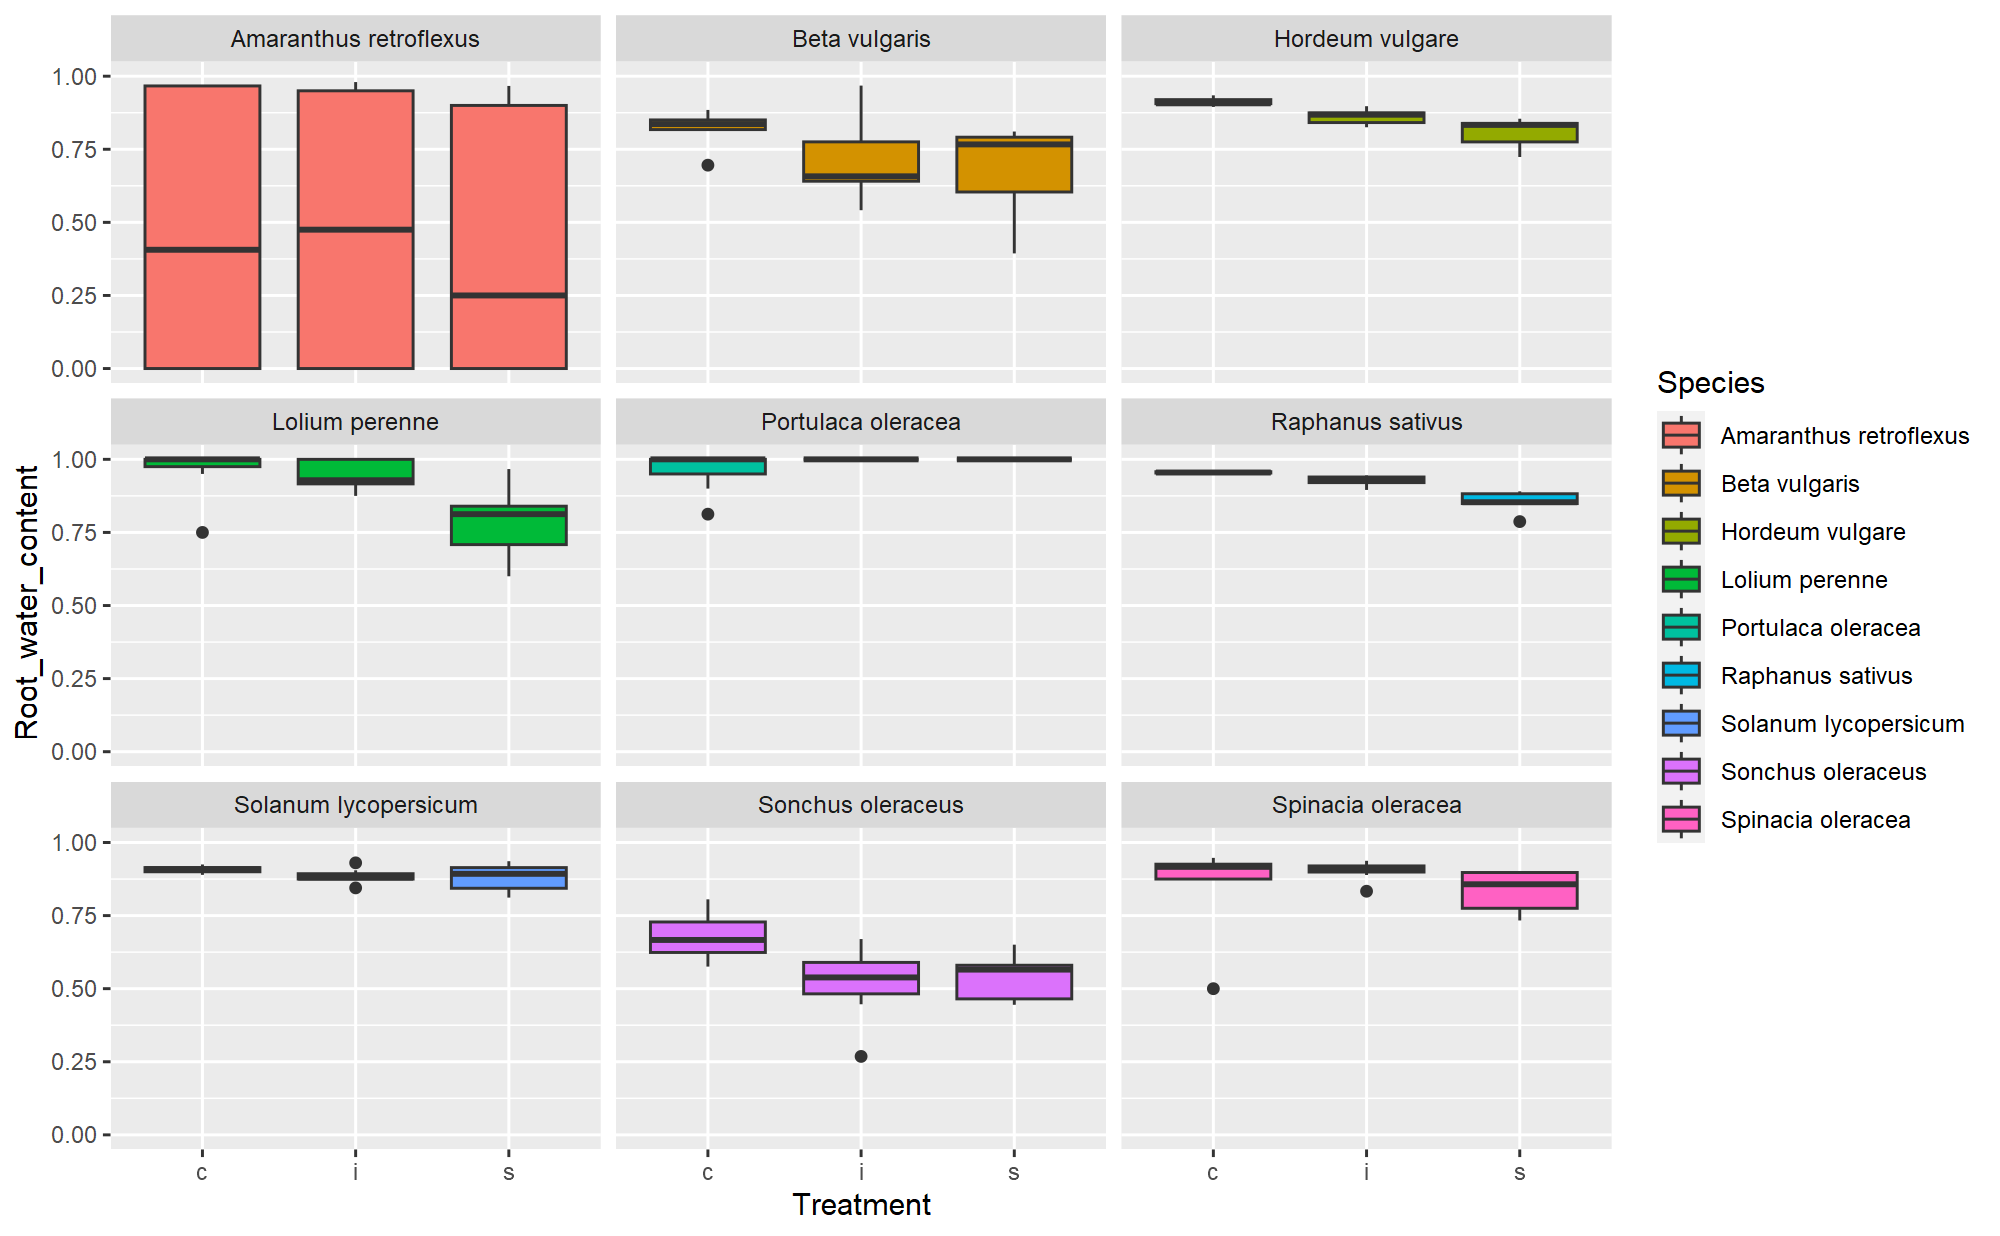 Amaranthus retroflexus
Beta vulgaris
Hordeum vulgare
1.00
0.75
0.50
0.25
0.00
Lolium perenne
Portulaca oleracea
Raphanus sativus
1.00
0.75
0.50
0.25
0.00
Solanum lycopersicum
Sonchus oleraceus
Spinacia oleracea
1.00
0.75
0.50
0.25
0.00
c i s
c i s
c i s
Treatment
Root_water_content
Species
Amaranthus retroflexus
Beta vulgaris
Hordeum vulgare
Lolium perenne
Portulaca oleracea
Raphanus sativus
Solanum lycopersicum
Sonchus oleraceus
Spinacia oleracea